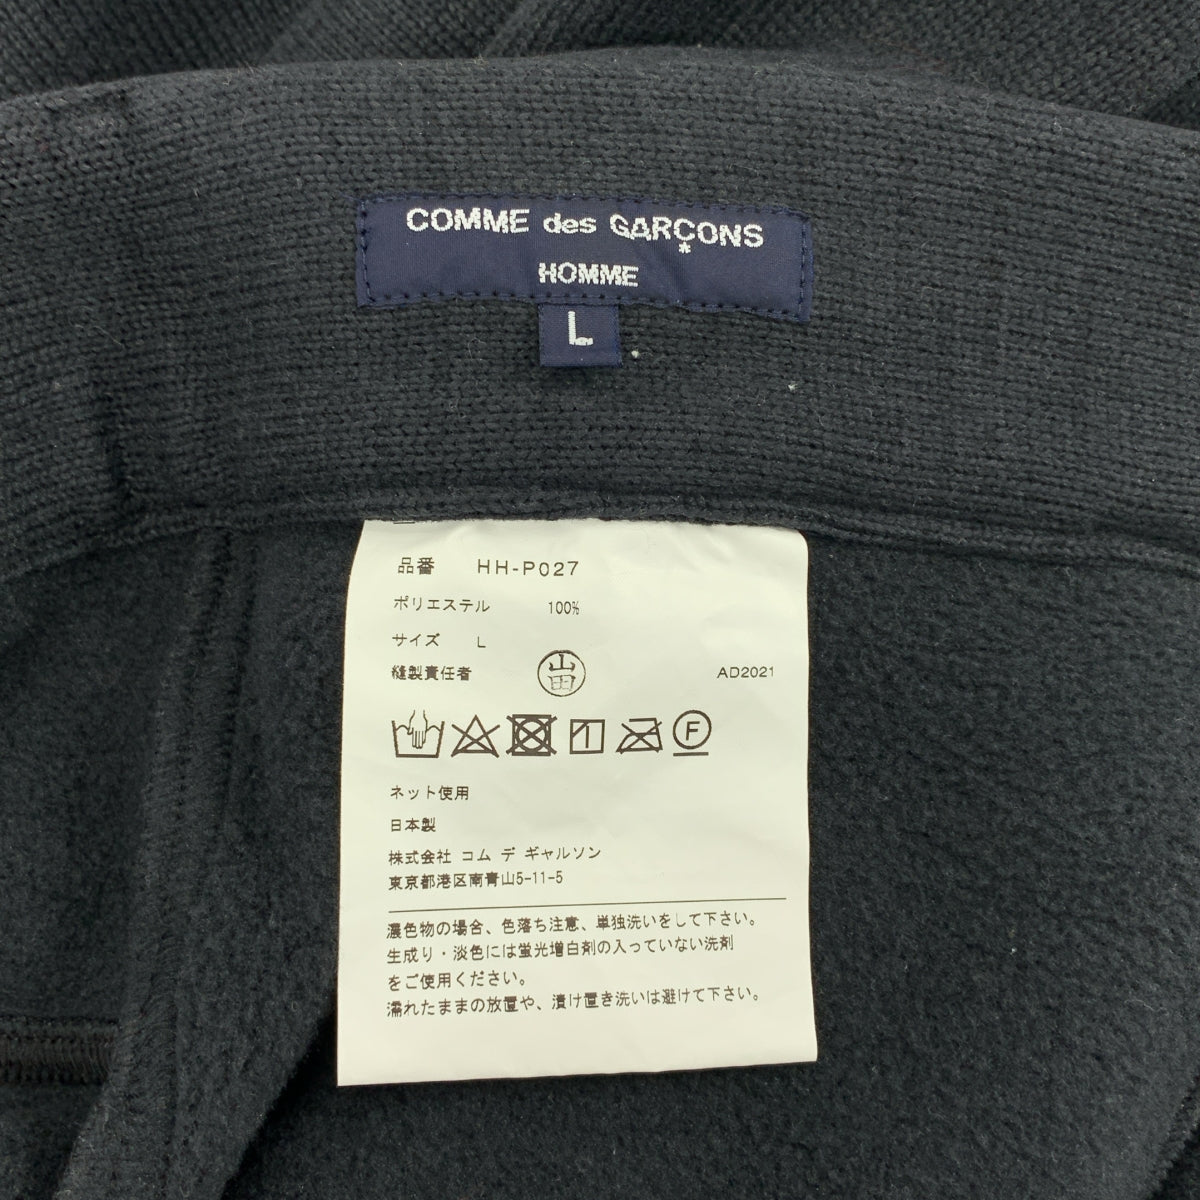 COMME des GARÇONS
HOMME
L
品番 HH-P027
ポリエステル 100%
サイズ L
縫製責任者 山田 AD2021
F
ネット使用
日本製
株式会社 コム デ ギャルソン
東京都港区南青山5-11-5
濃色物の場合、色落ち注意、単独洗いをして下さい。
生成り・淡色には蛍光増白剤の入っていない洗剤
をご使用ください。
濡れたままの放置や、漬け置き洗いは避けて下さい。